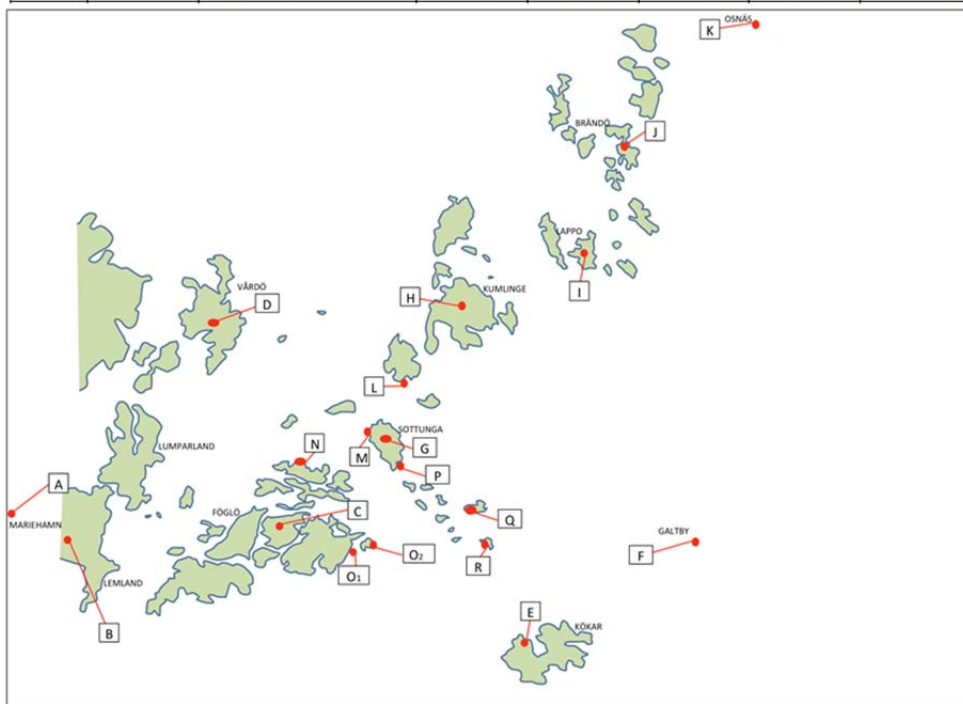 OSNÄS
K
BRÄNDÖ
J
LAPPO
I
VÅRDÖ
D
H
KUMLINGE
L
SOTTUNGA
M
G
N
P
LUMPARLAND
A
MARIEHAMN
FÖGLÖ
C
Q
GALTBY
F
O1
O2
R
LEMLAND
B
E
KÖKAR